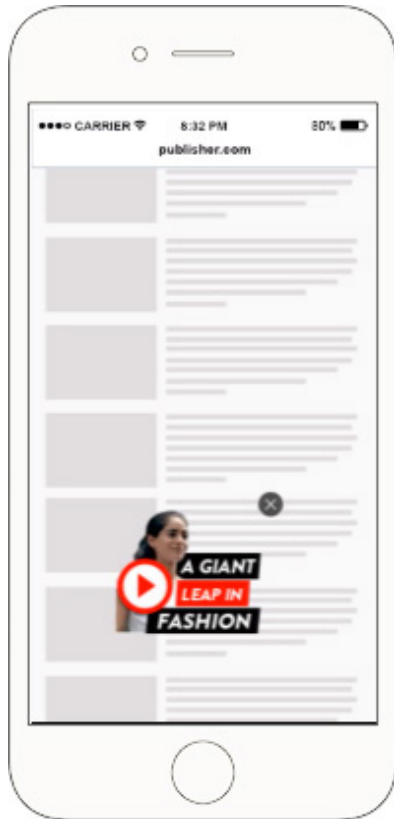 CARRIER 8:32 PM 80%
publisher.com
A GIANT
LEAP IN
FASHION